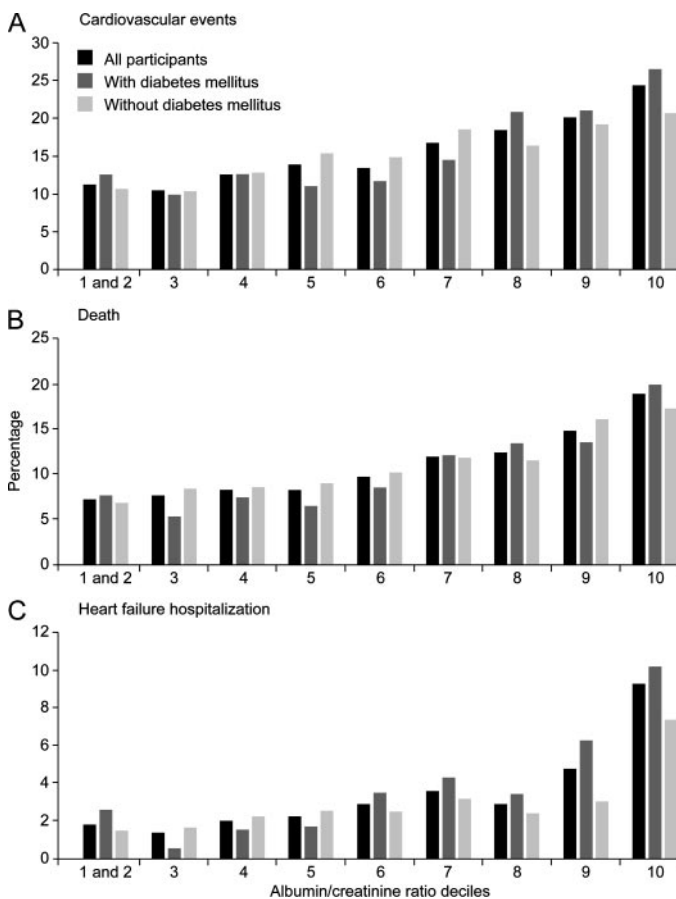 A
Cardiovascular events
30
25
20
15
10
5
0
All participants
With diabetes mellitus
Without diabetes mellitus
1 and 2 3 4 5 6 7 8 9 10
B
Death
25
20
15
10
5
0
Percentage
1 and 2 3 4 5 6 7 8 9 10
C
Heart failure hospitalization
12
10
8
6
4
2
0
1 and 2 3 4 5 6 7 8 9 10
Albumin/creatinine ratio deciles